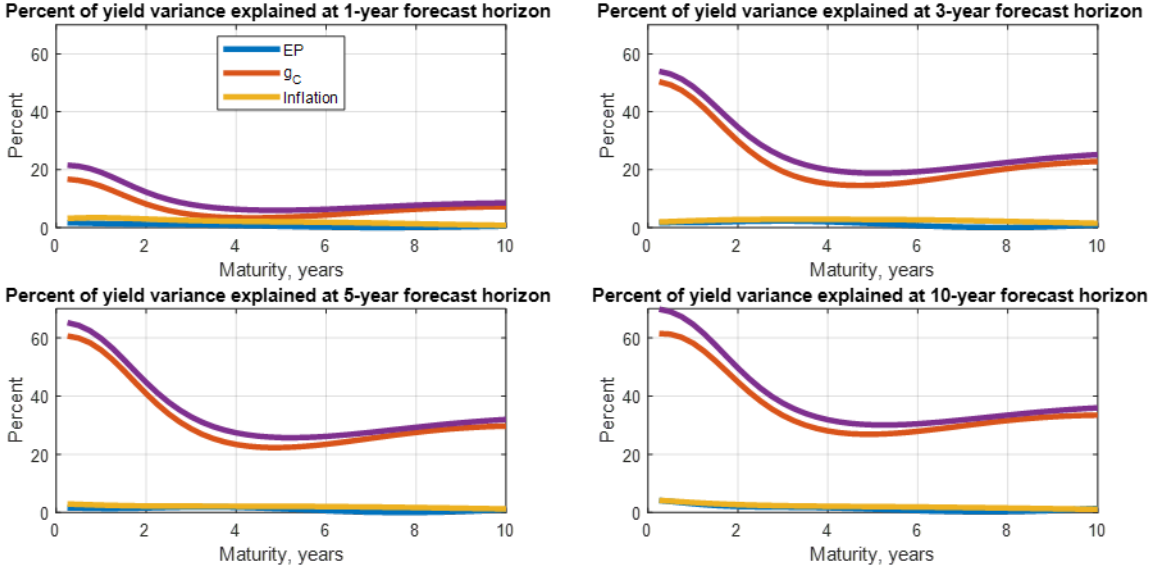 Percent of yield variance explained at 1-year forecast horizon
60
40
20
0
Percent
EP
g_C
Inflation
0 2 4 6 8 10
Maturity, years
Percent of yield variance explained at 3-year forecast horizon
60
40
20
0
Percent
0 2 4 6 8 10
Maturity, years
Percent of yield variance explained at 5-year forecast horizon
60
40
20
0
Percent
0 2 4 6 8 10
Maturity, years
Percent of yield variance explained at 10-year forecast horizon
60
40
20
0
Percent
0 2 4 6 8 10
Maturity, years